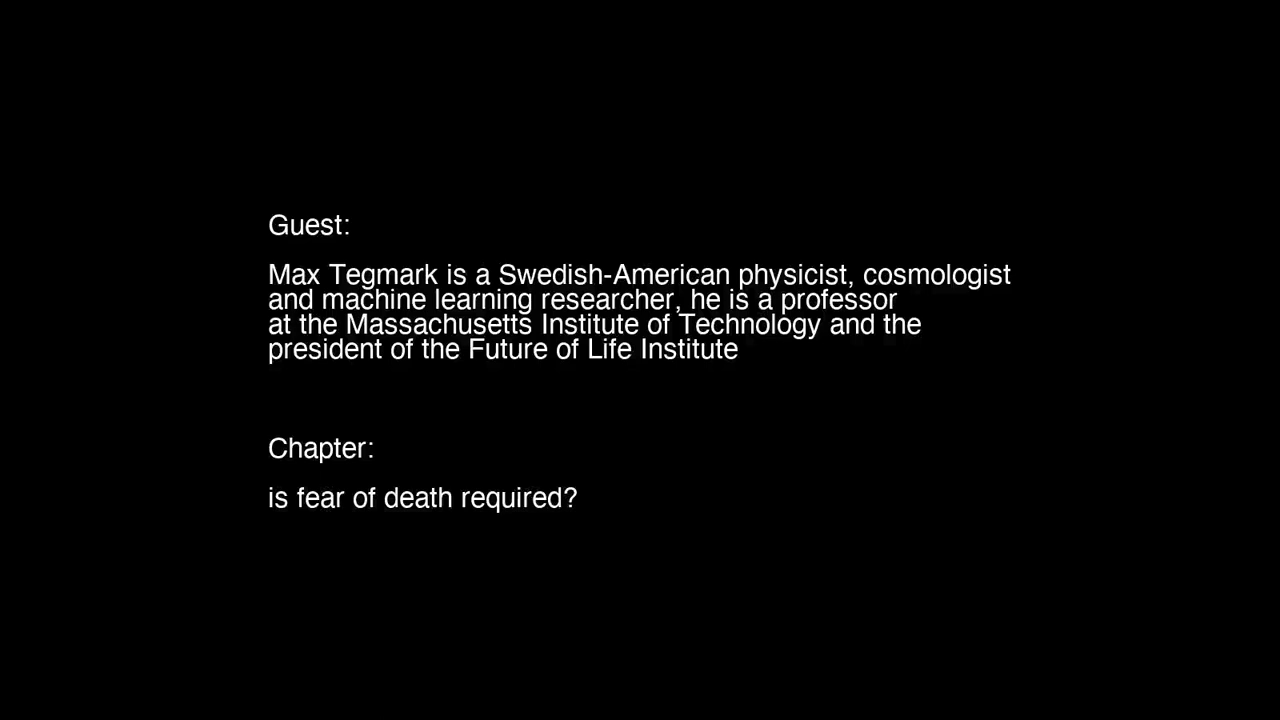 Guest:
Max Tegmark is a Swedish-American physicist, cosmologist
and machine learning researcher, he is a professor
at the Massachusetts Institute of Technology and the
president of the Future of Life Institute
Chapter:
is fear of death required?